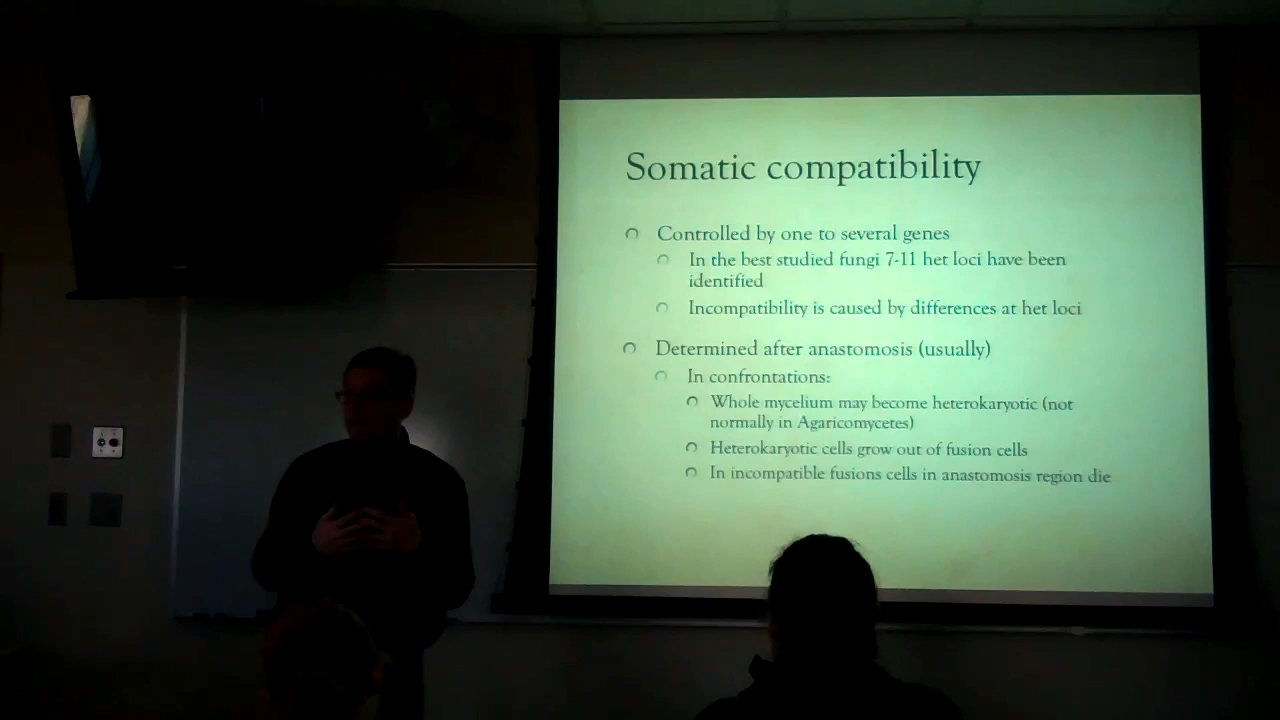 Somatic compatibility
Controlled by one to several genes
In the best studied fungi 7-11 het loci have been
identified
Incompatibility is caused by differences at het loci
Determined after anastomosis (usually)
In confrontations:
Whole mycelium may become heterokaryotic (not
normally in Agaricomycetes)
Heterokaryotic cells grow out of fusion cells
In incompatible fusions cells in anastomosis region die